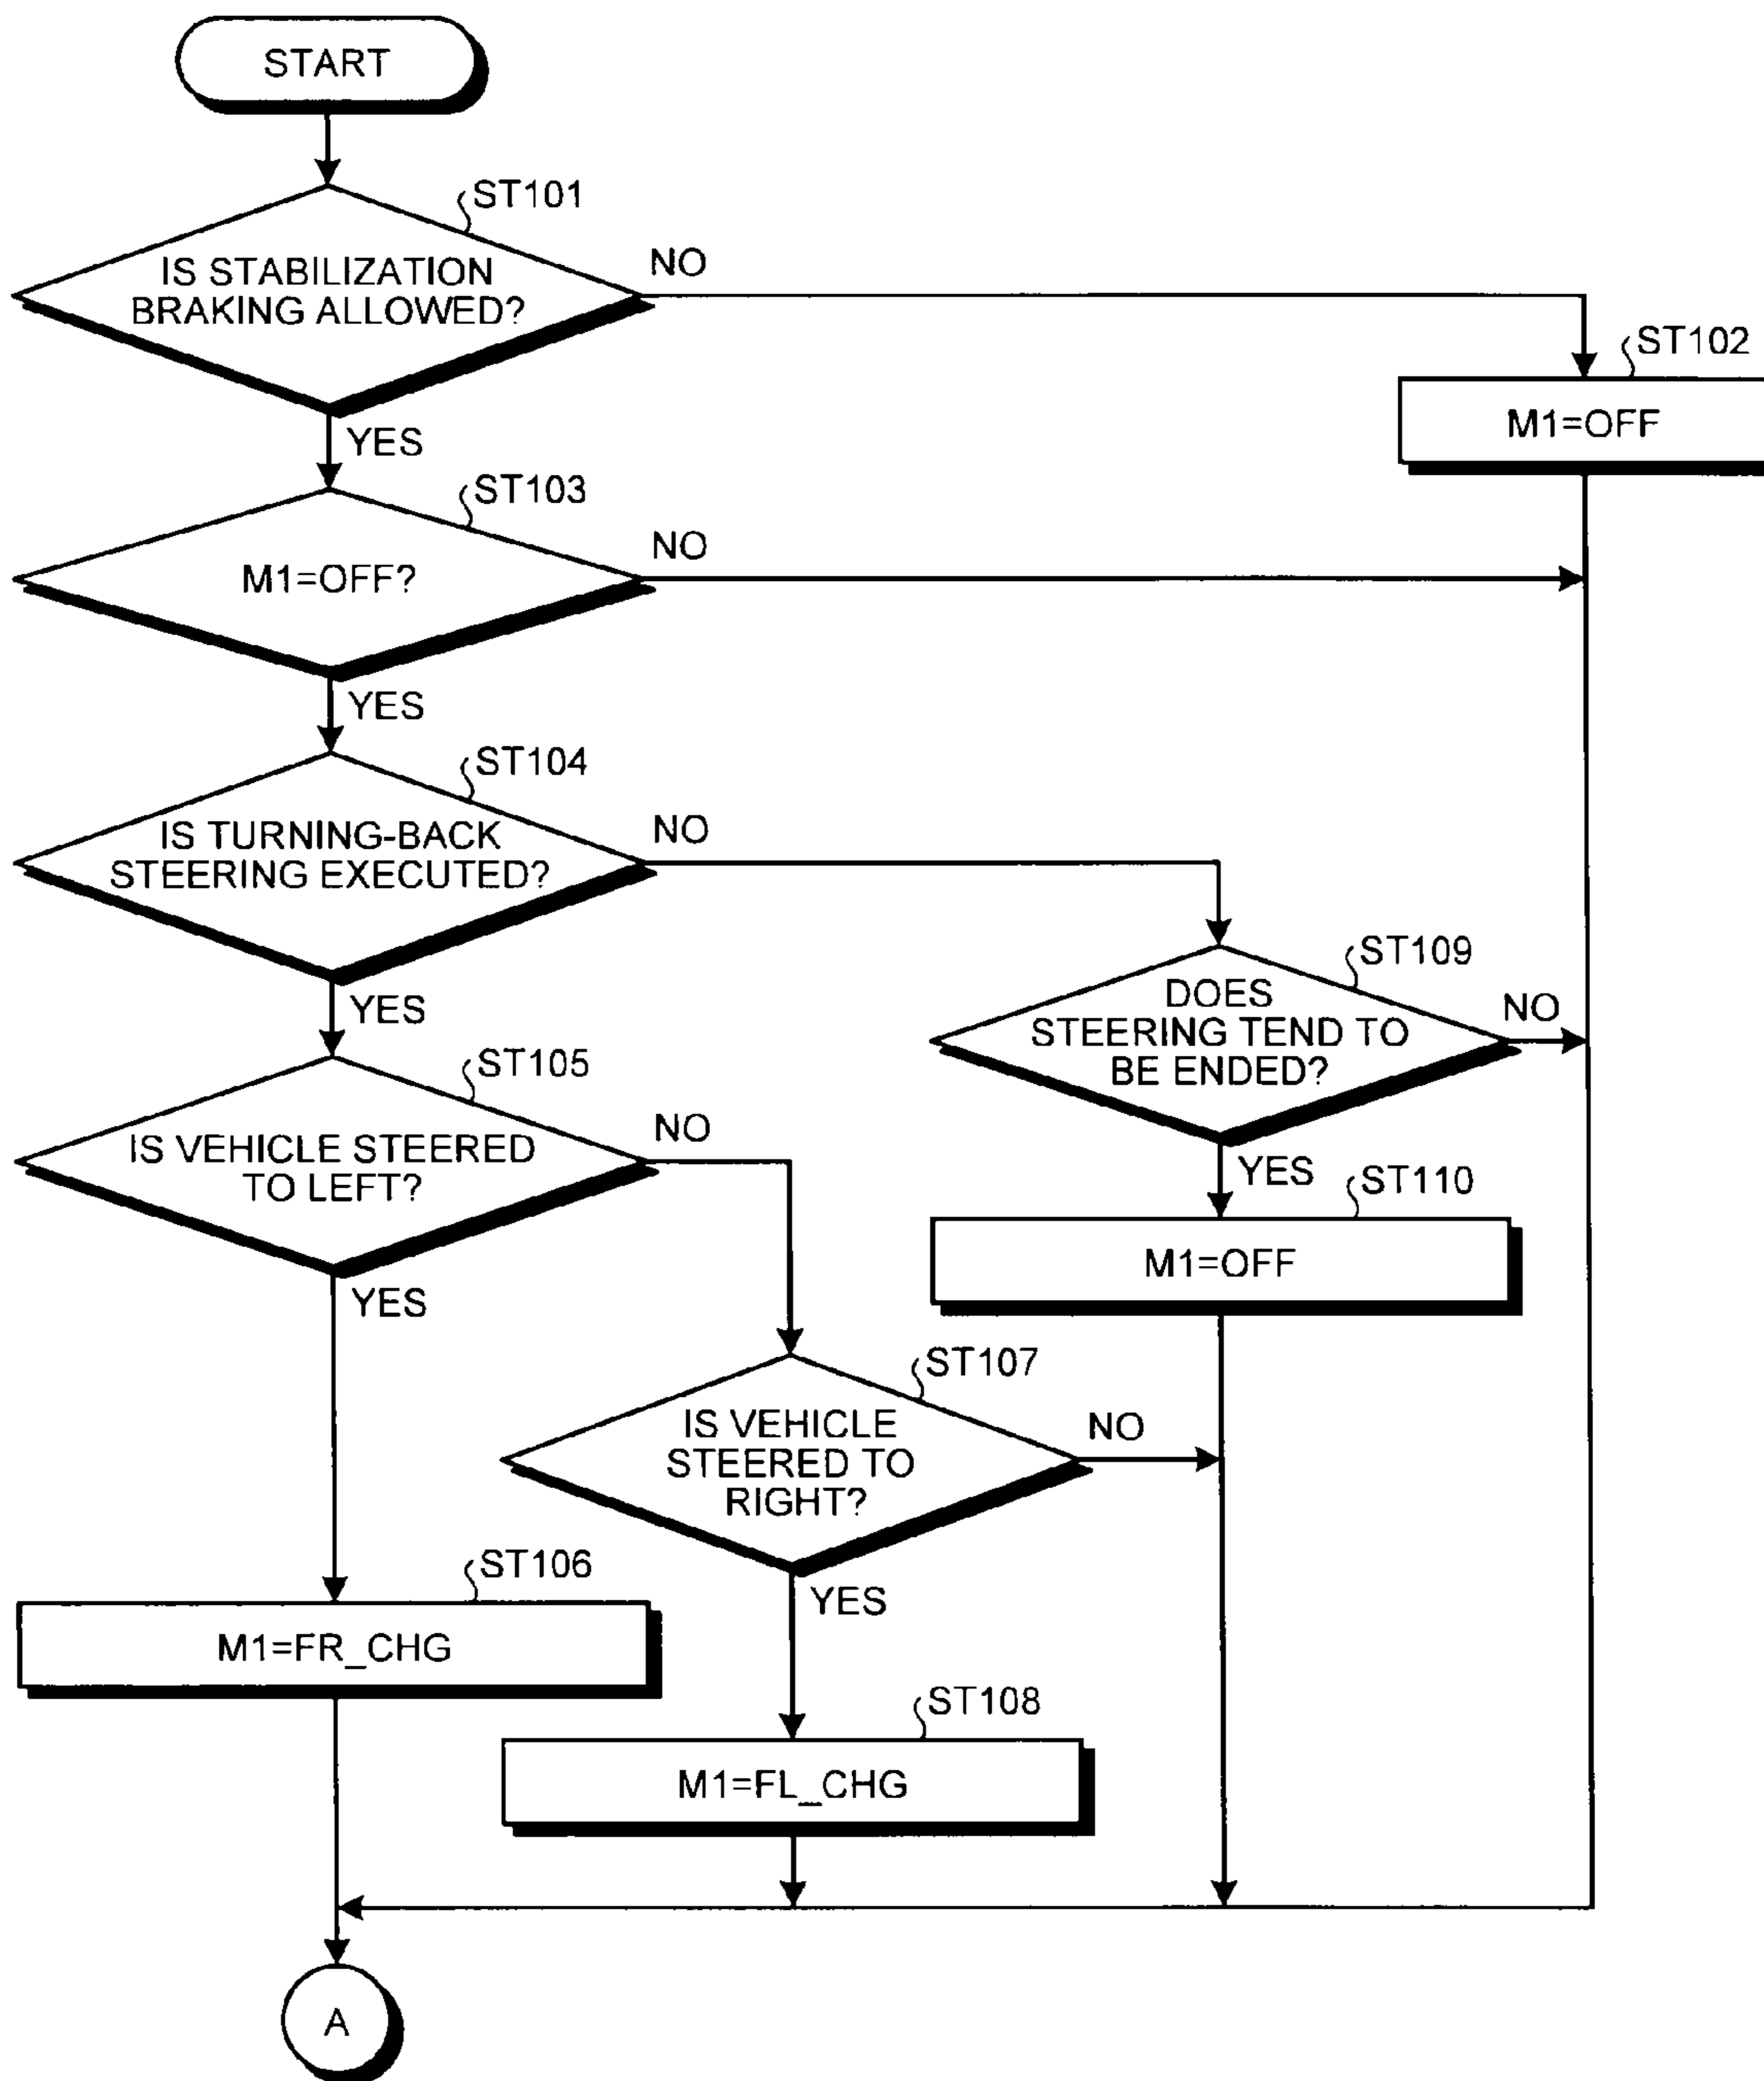 START
ST101
IS STABILIZATION
BRAKING ALLOWED?
NO
YES
ST102
M1=OFF
ST103
M1=OFF?
NO
YES
ST104
IS TURNING-BACK
STEERING EXECUTED?
NO
YES
ST109
DOES
STEERING TEND TO
BE ENDED?
NO
YES
ST105
IS VEHICLE STEERED
TO LEFT?
NO
YES
ST110
M1=OFF
ST107
IS VEHICLE
STEERED TO
RIGHT?
NO
YES
ST106
M1=FR_CHG
ST108
M1=FL_CHG
A